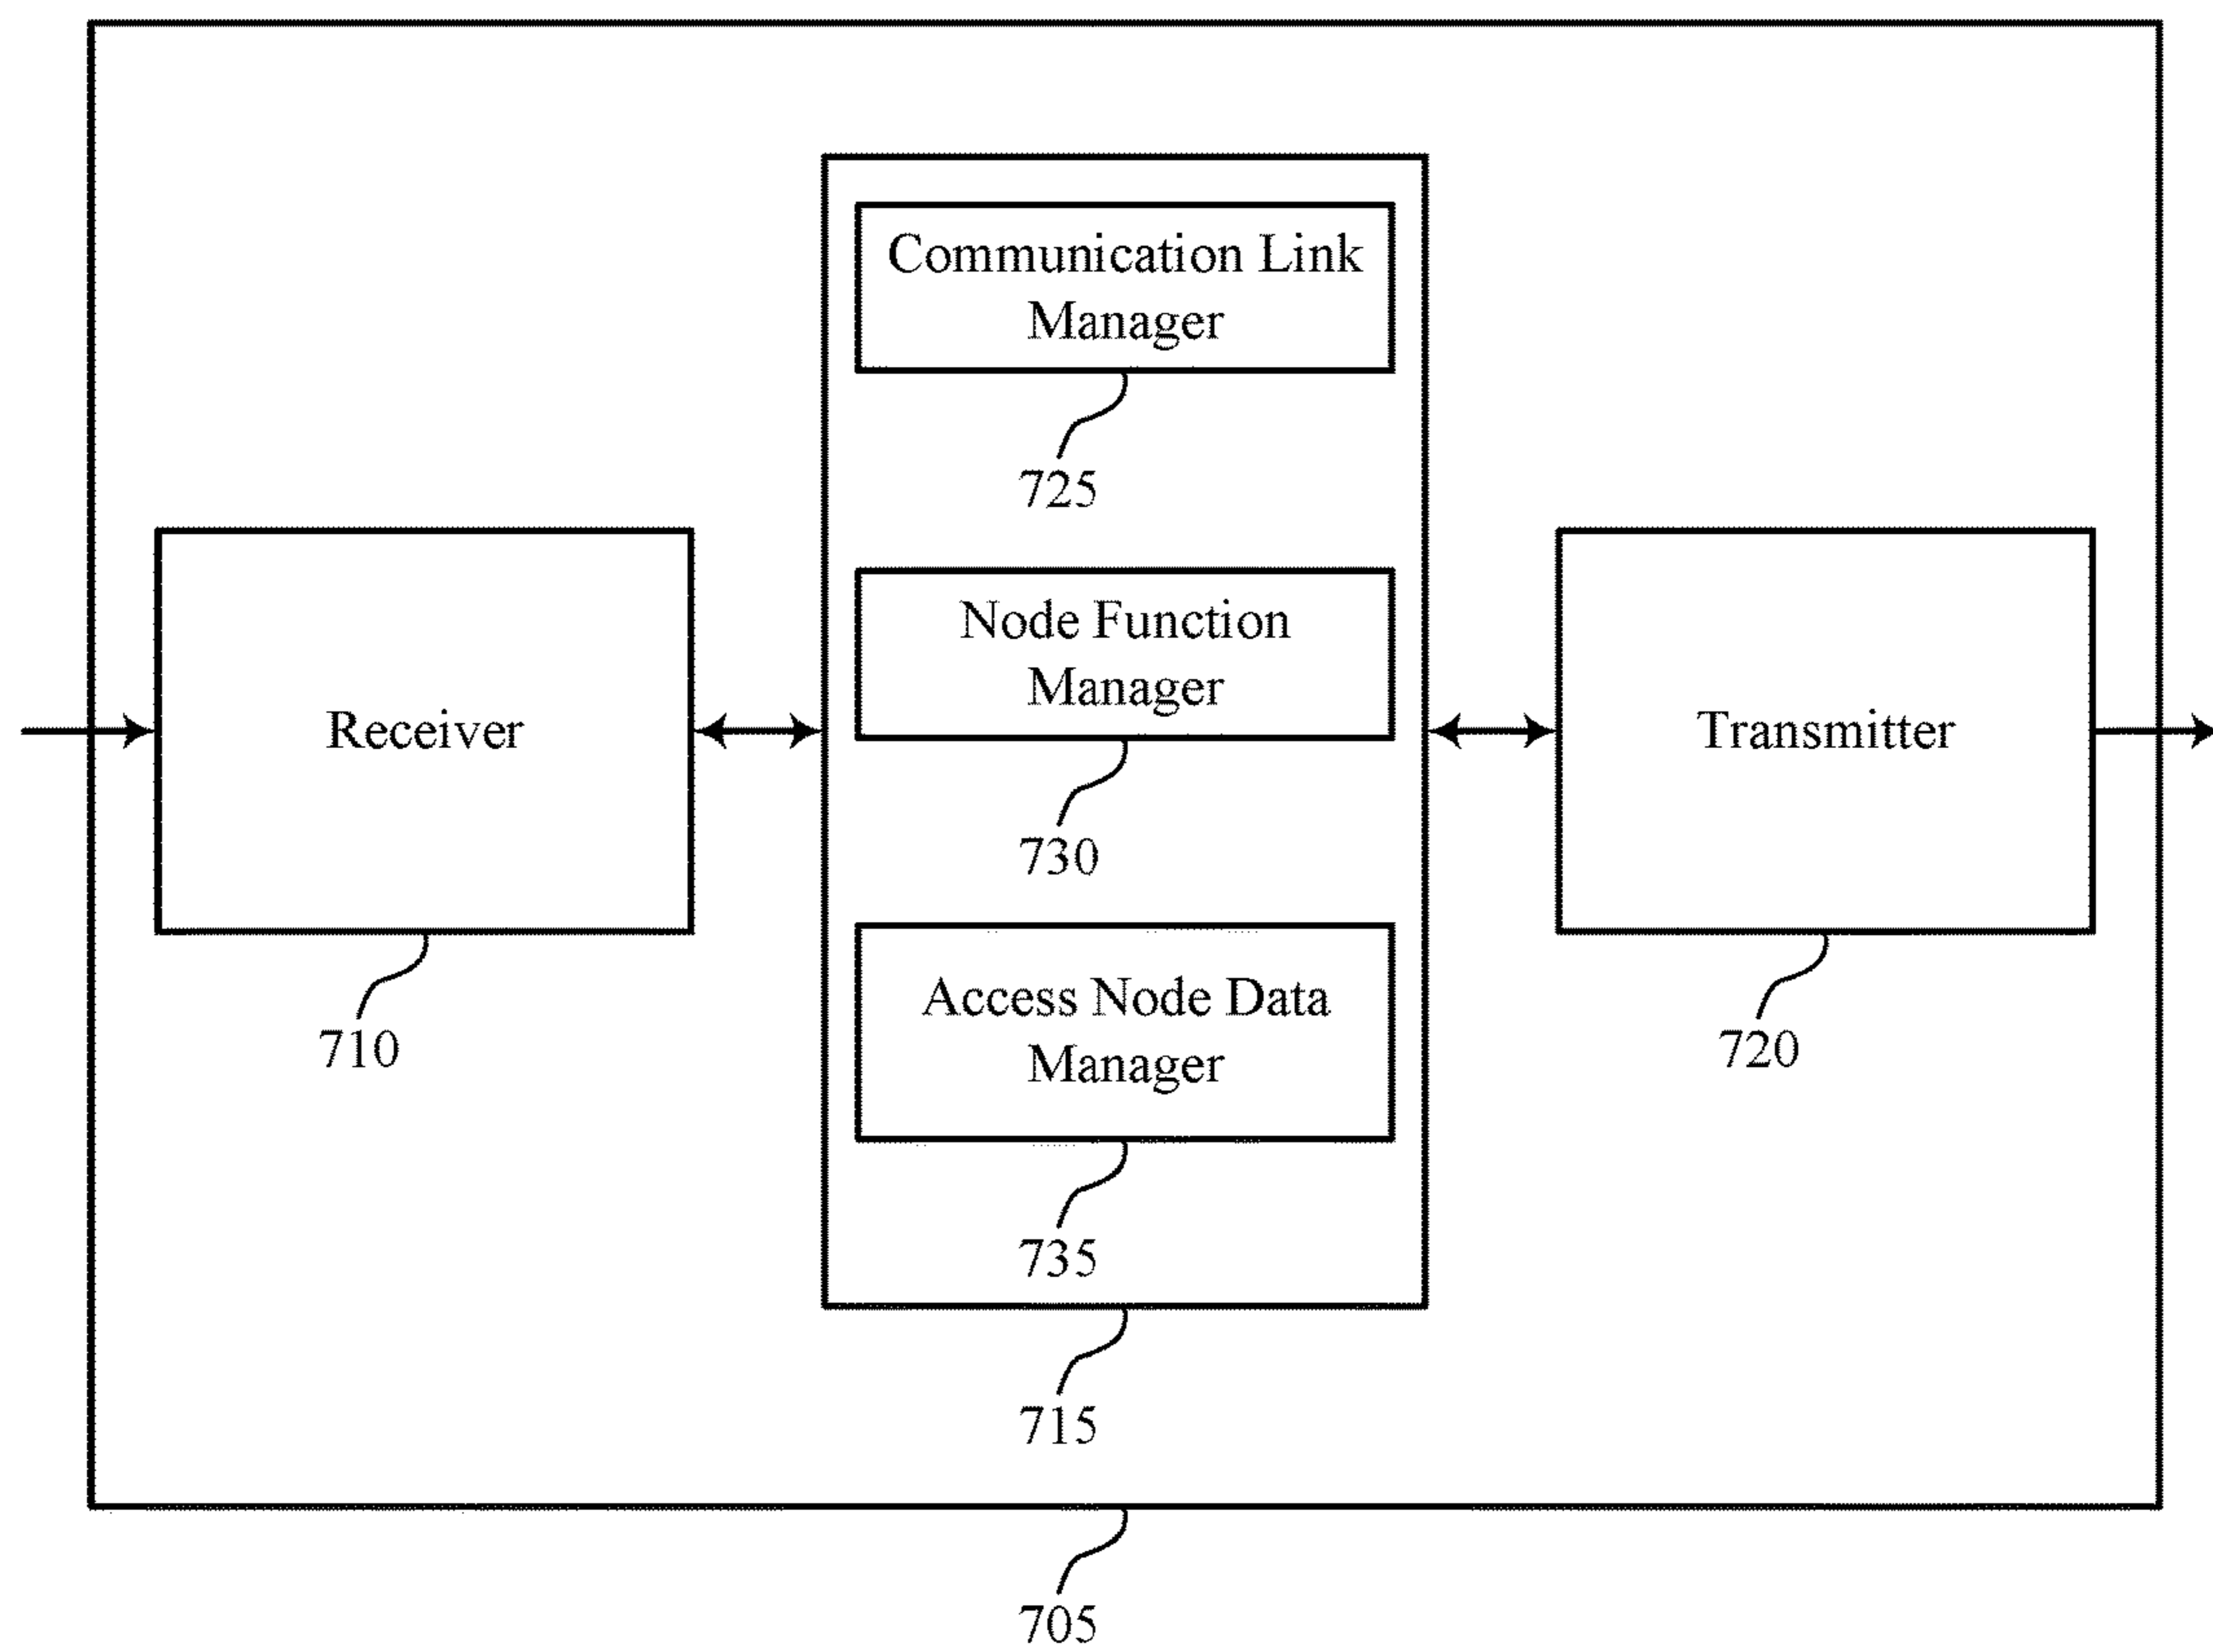 Communication Link
Manager
725
Node Function
Manager
730
Receiver
710
Access Node Data
Manager
735
Transmitter
720
715
705